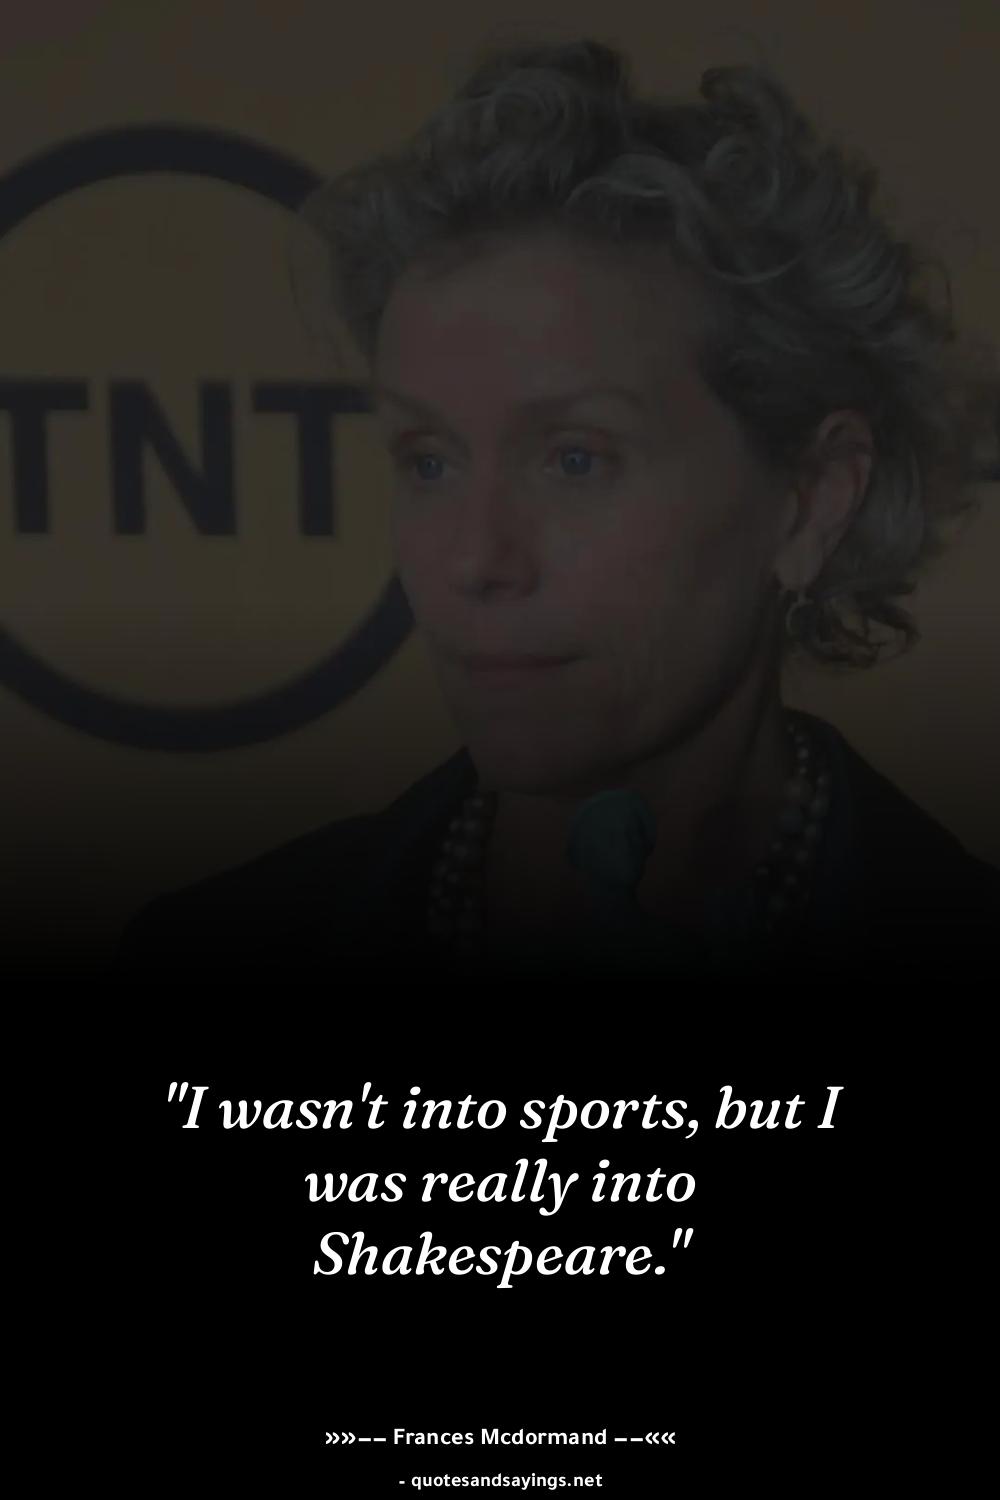 TNT
"I wasn't into sports, but I
was really into
Shakespeare."
»»−− Frances Mcdormand −−««
- quotesandsayings.net